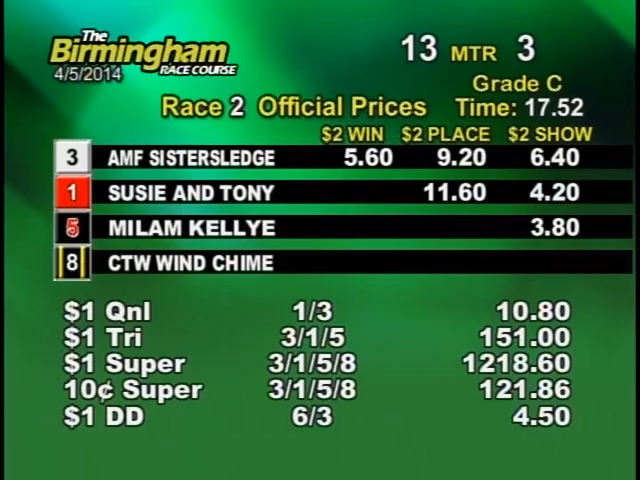 The
Birmingham
RACE COURSE
4/5/2014
13 MTR 3
Grade C
Race 2 Official Prices Time: 17.52
$2 WIN $2 PLACE $2 SHOW
3 AMF SISTERSLEDGE 5.60 9.20 6.40
1 SUSIE AND TONY 11.60 4.20
5 MILAM KELLYE 3.80
8 CTW WIND CHIME
$1 Qnl 1/3 10.80
$1 Tri 3/1/5 151.00
$1 Super 3/1/5/8 1218.60
10¢ Super 3/1/5/8 121.86
$1 DD 6/3 4.50